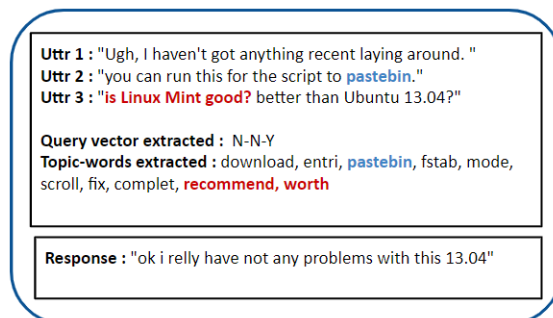 Uttr 1 : "Ugh, I haven't got anything recent laying around. "
Uttr 2 : "you can run this for the script to pastebin."
Uttr 3 : "is Linux Mint good? better than Ubuntu 13.04?"
Query vector extracted : N-N-Y
Topic-words extracted : download, entri, pastebin, fstab, mode,
scroll, fix, complet, recommend, worth
Response : "ok i relly have not any problems with this 13.04"